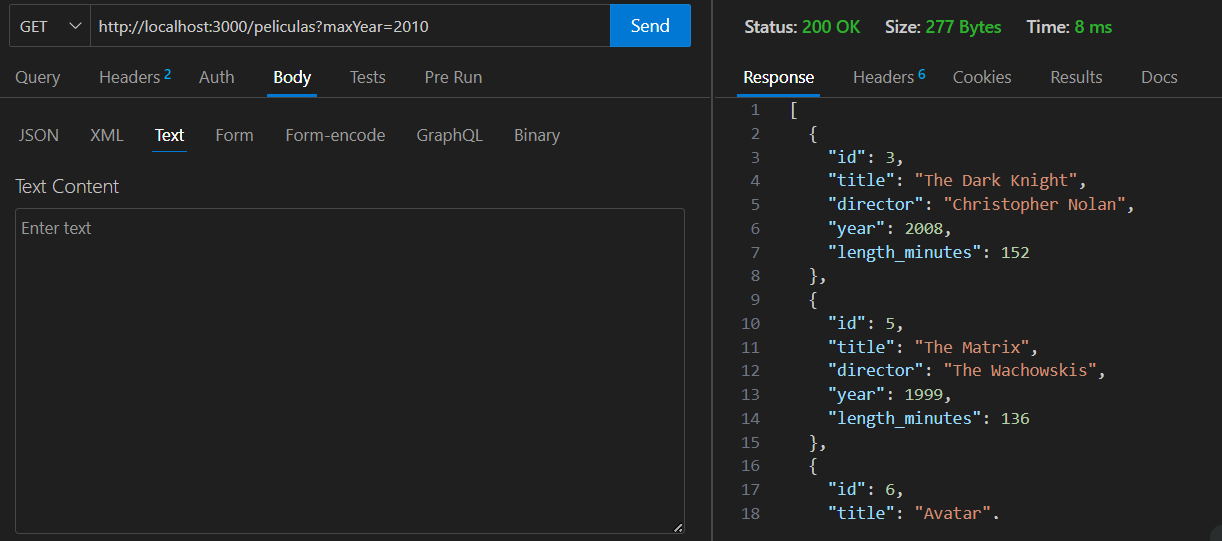 GET http://localhost:3000/peliculas?maxYear=2010 Send
Query Headers 2 Auth Body Tests Pre Run
JSON XML Text Form Form-encode GraphQL Binary
Text Content
Enter text
Status: 200 OK Size: 277 Bytes Time: 8 ms
Response Headers 6 Cookies Results Docs
1 [
2 {
3 "id": 3,
4 "title": "The Dark Knight",
5 "director": "Christopher Nolan",
6 "year": 2008,
7 "length_minutes": 152
8 },
9 {
10 "id": 5,
11 "title": "The Matrix",
12 "director": "The Wachowskis",
13 "year": 1999,
14 "length_minutes": 136
15 },
16 {
17 "id": 6,
18 "title": "Avatar",